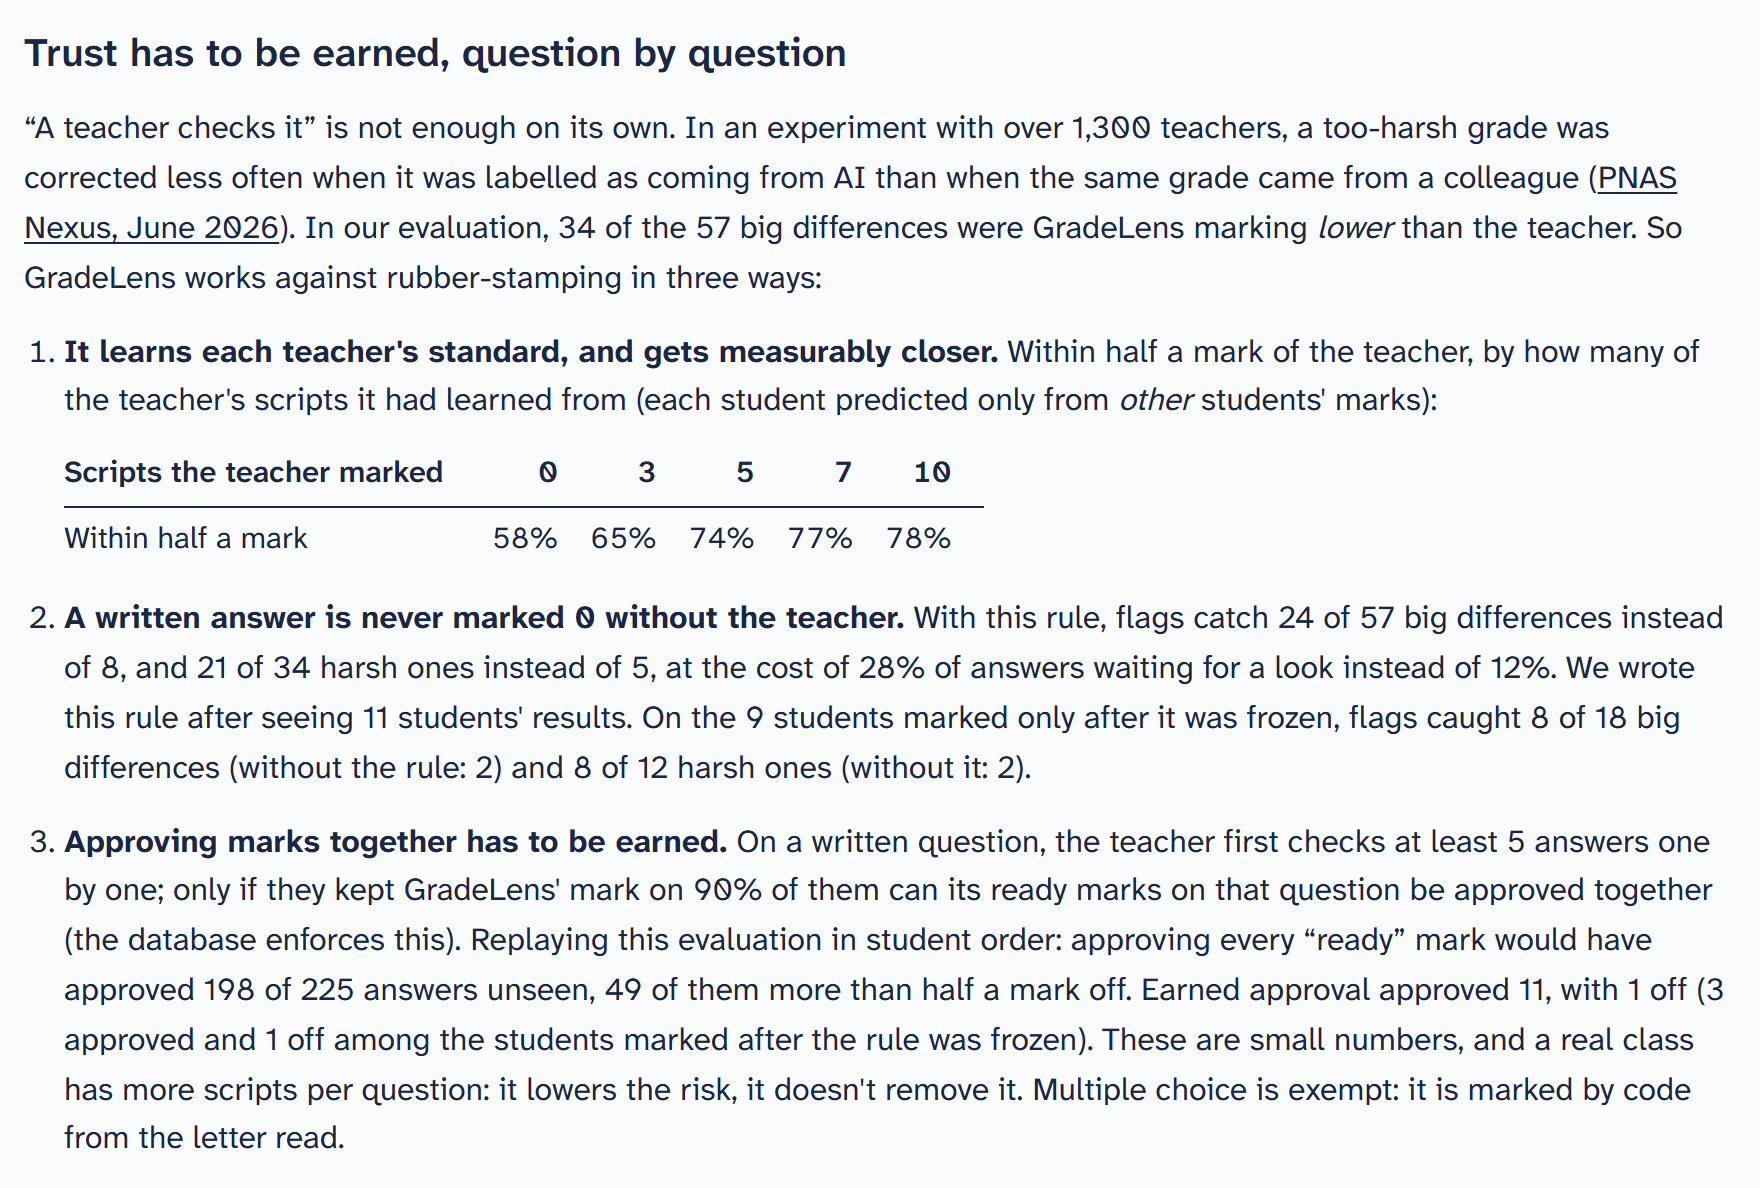 Trust has to be earned, question by question
“A teacher checks it” is not enough on its own. In an experiment with over 1,300 teachers, a too-harsh grade was
corrected less often when it was labelled as coming from AI than when the same grade came from a colleague (PNAS
Nexus, June 2026). In our evaluation, 34 of the 57 big differences were GradeLens marking lower than the teacher. So
GradeLens works against rubber-stamping in three ways:
1. It learns each teacher's standard, and gets measurably closer. Within half a mark of the teacher, by how many of
the teacher's scripts it had learned from (each student predicted only from other students' marks):
Scripts the teacher marked 0 3 5 7 10
Within half a mark 58% 65% 74% 77% 78%
2. A written answer is never marked 0 without the teacher. With this rule, flags catch 24 of 57 big differences instead
of 8, and 21 of 34 harsh ones instead of 5, at the cost of 28% of answers waiting for a look instead of 12%. We wrote
this rule after seeing 11 students' results. On the 9 students marked only after it was frozen, flags caught 8 of 18 big
differences (without the rule: 2) and 8 of 12 harsh ones (without it: 2).
3. Approving marks together has to be earned. On a written question, the teacher first checks at least 5 answers one
by one; only if they kept GradeLens' mark on 90% of them can its ready marks on that question be approved together
(the database enforces this). Replaying this evaluation in student order: approving every “ready” mark would have
approved 198 of 225 answers unseen, 49 of them more than half a mark off. Earned approval approved 11, with 1 off (3
approved and 1 off among the students marked after the rule was frozen). These are small numbers, and a real class
has more scripts per question: it lowers the risk, it doesn't remove it. Multiple choice is exempt: it is marked by code
from the letter read.